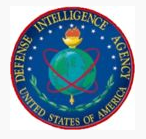 DEFENSE INTELLIGENCE AGENCY
UNITED STATES OF AMERICA